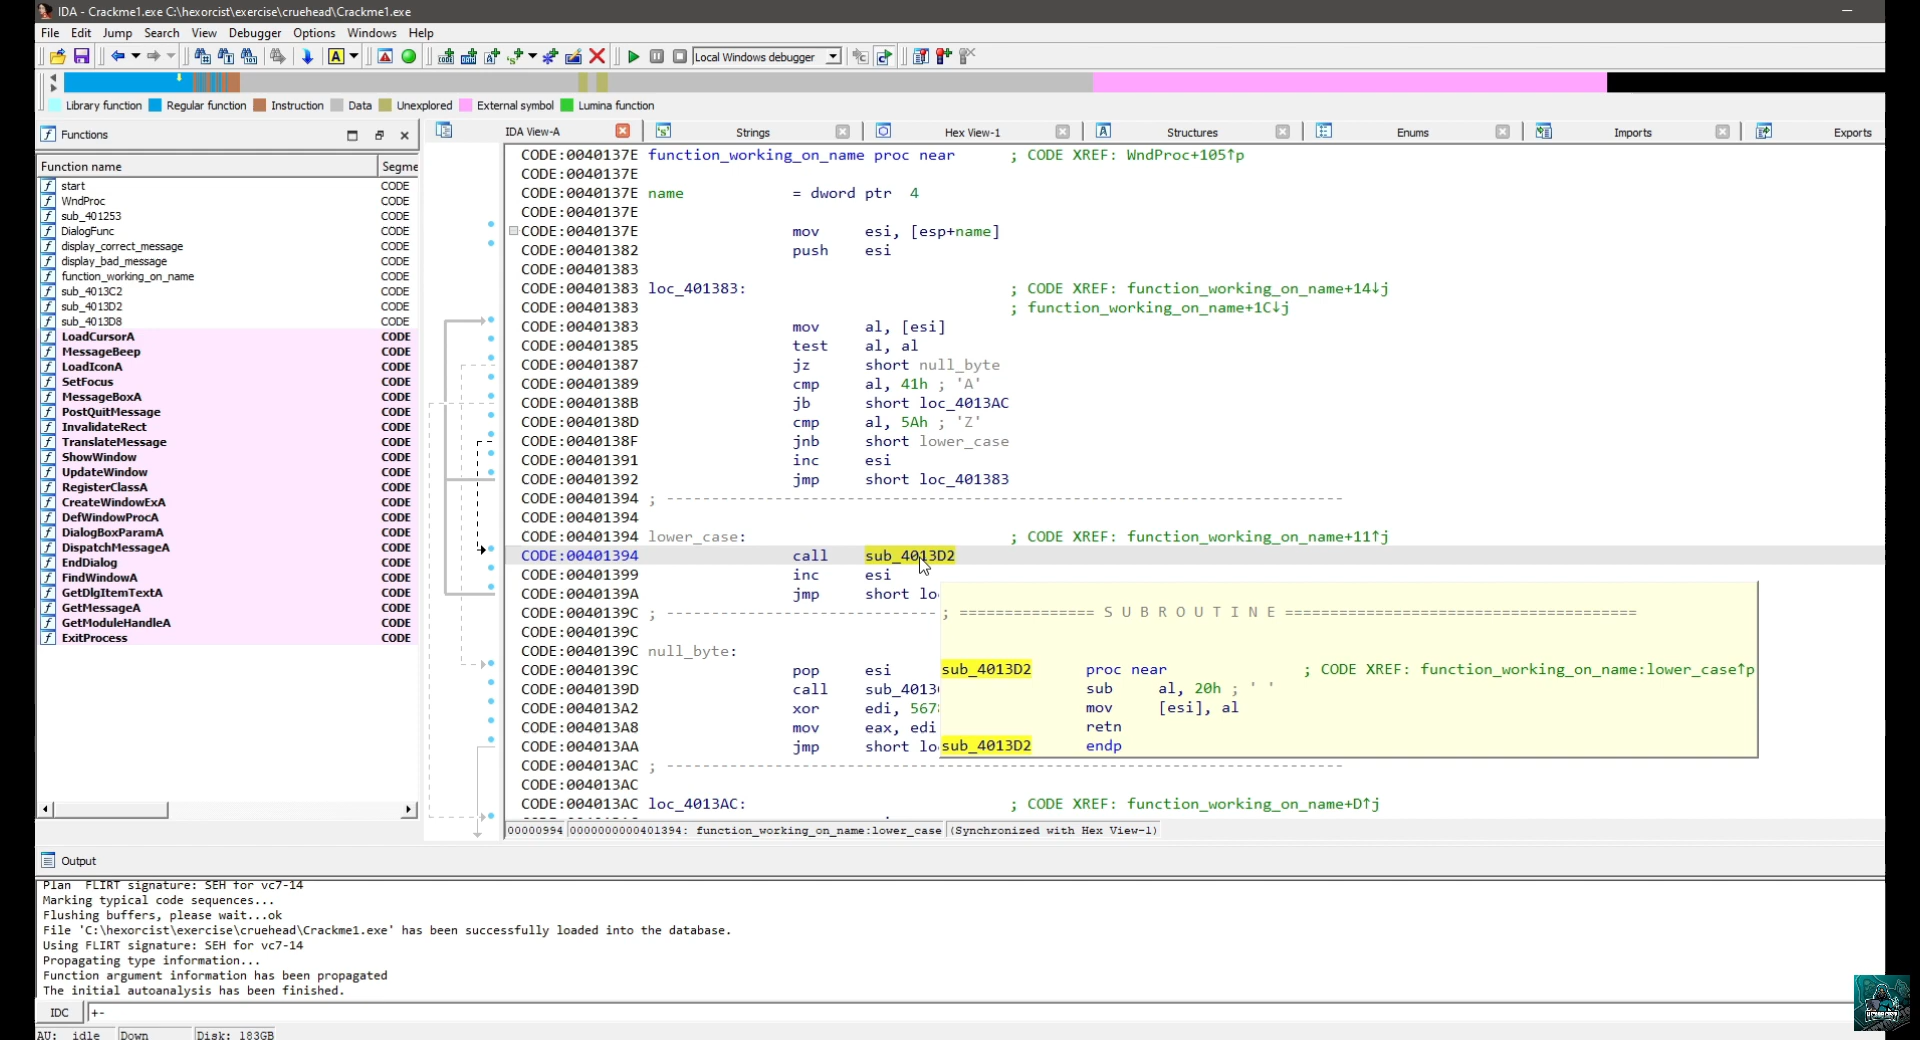 IDA - Crackme1.exe C:\hexorcist\exercise\cruehead\Crackme1.exe
File Edit Jump Search View Debugger Options Windows Help
Local Windows debugger
Library function Regular function Instruction Data Unexplored External symbol Lumina function
Functions
IDA View-A Strings Hex View-1 Structures Enums Imports Exports
Function name Segme
start CODE
WndProc CODE
sub_401253 CODE
DialogFunc CODE
display_correct_message CODE
display_bad_message CODE
function_working_on_name CODE
sub_4013C2 CODE
sub_4013D2 CODE
sub_4013D8 CODE
LoadCursorA CODE
MessageBeep CODE
LoadIconA CODE
SetFocus CODE
MessageBoxA CODE
PostQuitMessage CODE
InvalidateRect CODE
TranslateMessage CODE
ShowWindow CODE
UpdateWindow CODE
RegisterClassA CODE
CreateWindowExA CODE
DefWindowProcA CODE
DialogBoxParamA CODE
DispatchMessageA CODE
EndDialog CODE
FindWindowA CODE
GetDlgItemTextA CODE
GetMessageA CODE
GetModuleHandleA CODE
ExitProcess CODE
CODE:0040137E function_working_on_name proc near ; CODE XREF: WndProc+105↑p
CODE:0040137E
CODE:0040137E name = dword ptr 4
CODE:0040137E
CODE:0040137E mov esi, [esp+name]
CODE:00401382 push esi
CODE:00401383
CODE:00401383 loc_401383: ; CODE XREF: function_working_on_name+14↓j
CODE:00401383 ; function_working_on_name+1C↓j
CODE:00401383 mov al, [esi]
CODE:00401385 test al, al
CODE:00401387 jz short null_byte
CODE:00401389 cmp al, 41h ; 'A'
CODE:0040138B jb short loc_4013AC
CODE:0040138D cmp al, 5Ah ; 'Z'
CODE:0040138F jnb short lower_case
CODE:00401391 inc esi
CODE:00401392 jmp short loc_401383
CODE:00401394 ; ---------------------------------------------------------------------------
CODE:00401394
CODE:00401394 lower_case: ; CODE XREF: function_working_on_name+11↑j
CODE:00401394 call sub_4013D2
CODE:00401399 inc esi
CODE:0040139A jmp short lo
CODE:0040139C ; ------------------------------
CODE:0040139C
CODE:0040139C null_byte:
CODE:0040139C pop esi
CODE:0040139D call sub_4013
CODE:004013A2 xor edi, 567
CODE:004013A8 mov eax, edi
CODE:004013AA jmp short lo
CODE:004013AC ; ---------------------------------------------------------------------------
CODE:004013AC
CODE:004013AC loc_4013AC: ; CODE XREF: function_working_on_name+D↑j
; =============== S U B R O U T I N E =======================================
sub_4013D2 proc near ; CODE XREF: function_working_on_name:lower_case↑p
sub al, 20h ; ' '
mov [esi], al
retn
sub_4013D2 endp
00000994 0000000000401394: function_working_on_name:lower_case (Synchronized with Hex View-1)
Output
Plan FLIRT signature: SEH for vc7-14
Marking typical code sequences...
Flushing buffers, please wait...ok
File 'C:\hexorcist\exercise\cruehead\Crackme1.exe' has been successfully loaded into the database.
Using FLIRT signature: SEH for vc7-14
Propagating type information...
Function argument information has been propagated
The initial autoanalysis has been finished.
IDC +-
AU: idle Down Disk: 183GB